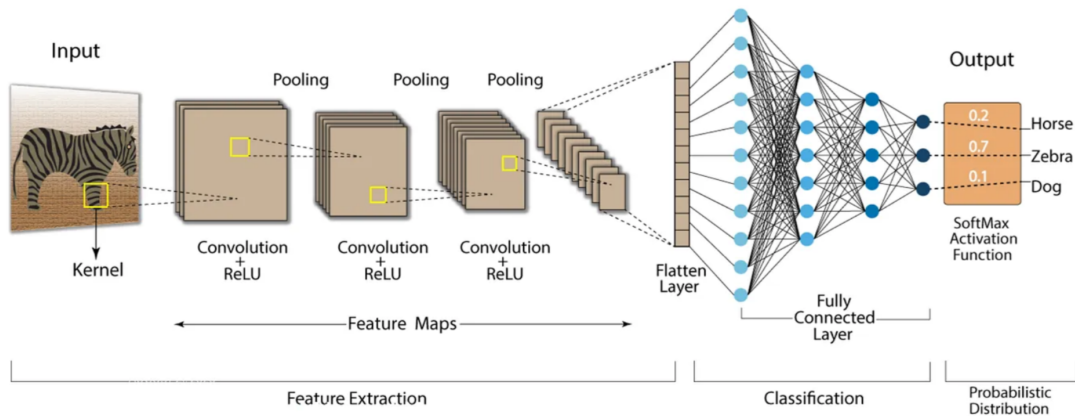 Input
Pooling
Pooling
Pooling
Output
0.2
Horse
0.7
Zebra
0.1
Dog
Kernel
Convolution
+
ReLU
Convolution
+
ReLU
Convolution
+
ReLU
Flatten
Layer
SoftMax
Activation
Function
Fully
Connected
Layer
Feature Maps
Feature Extraction
Classification
Probabilistic
Distribution